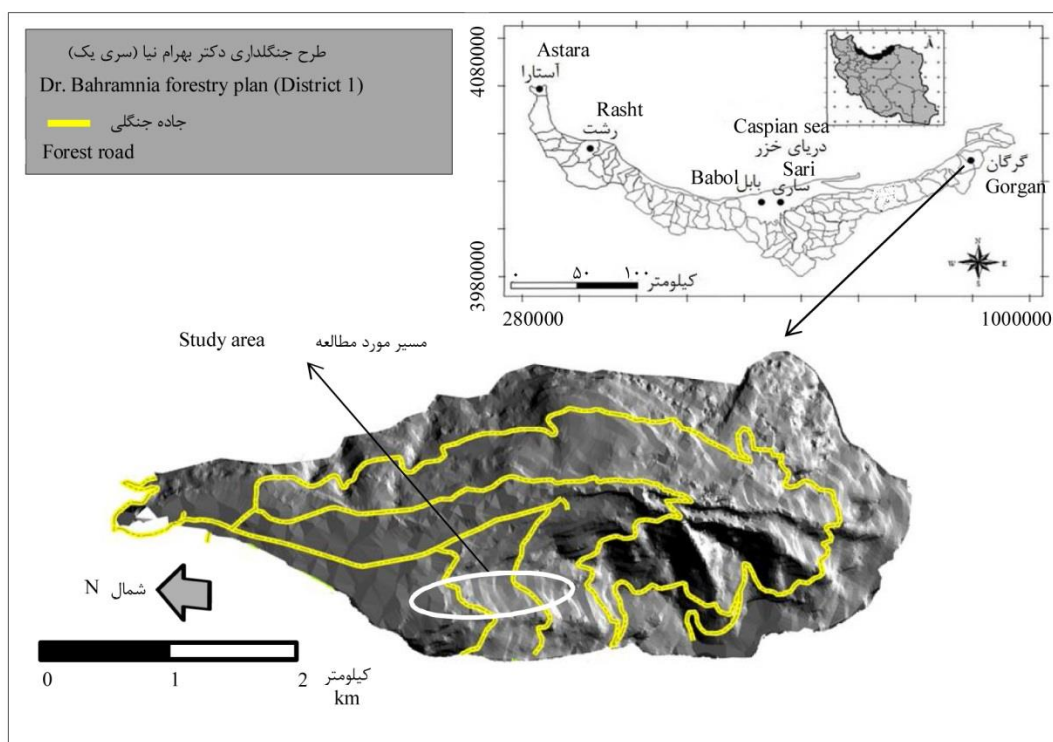 طرح جنگلداری دکتر بهرام نیا (سری یک)
Dr. Bahramnia forestry plan (District 1)
جاده جنگلی
Forest road
4080000
3980000
Astara
آستارا
Rasht
رشت
Caspian sea
دریای خزر
Babol بابل
Sari
ساری
گرگان
Gorgan
N
W E
S
۰ ۵۰ ۱۰۰ کیلومتر
280000 1000000
Study area مسیر مورد مطالعه
N شمال
0 1 2 کیلومتر
km